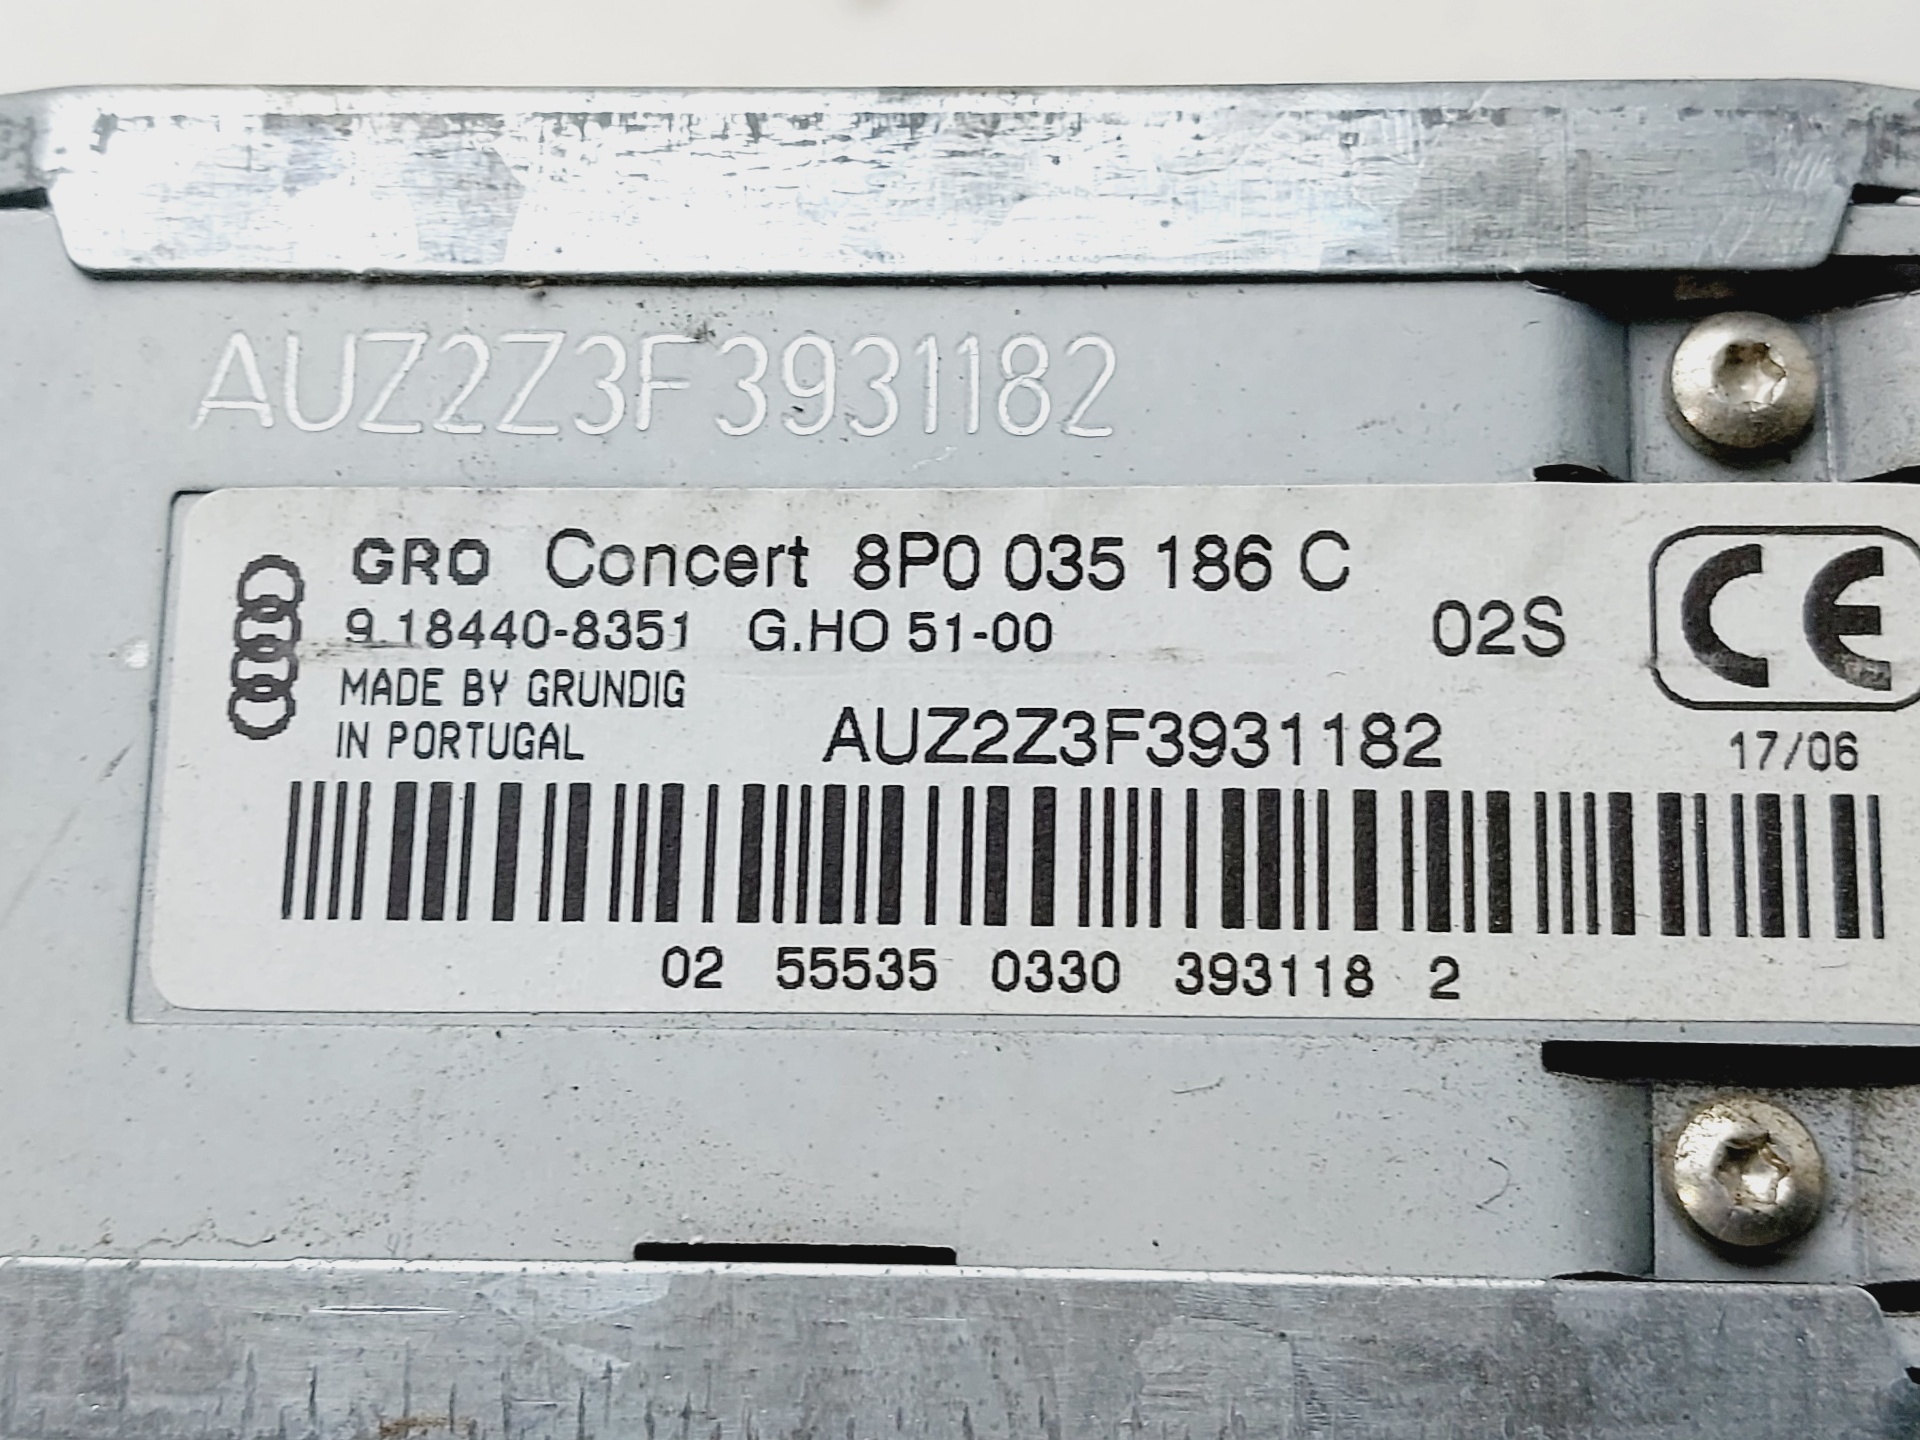 AUZ2Z3F3931182
GRO Concert 8P0 035 186 C
9.18440-8351 G.HO 51-00 02S CE
MADE BY GRUNDIG
IN PORTUGAL AUZ2Z3F3931182 17/06
02 55535 0330 393118 2